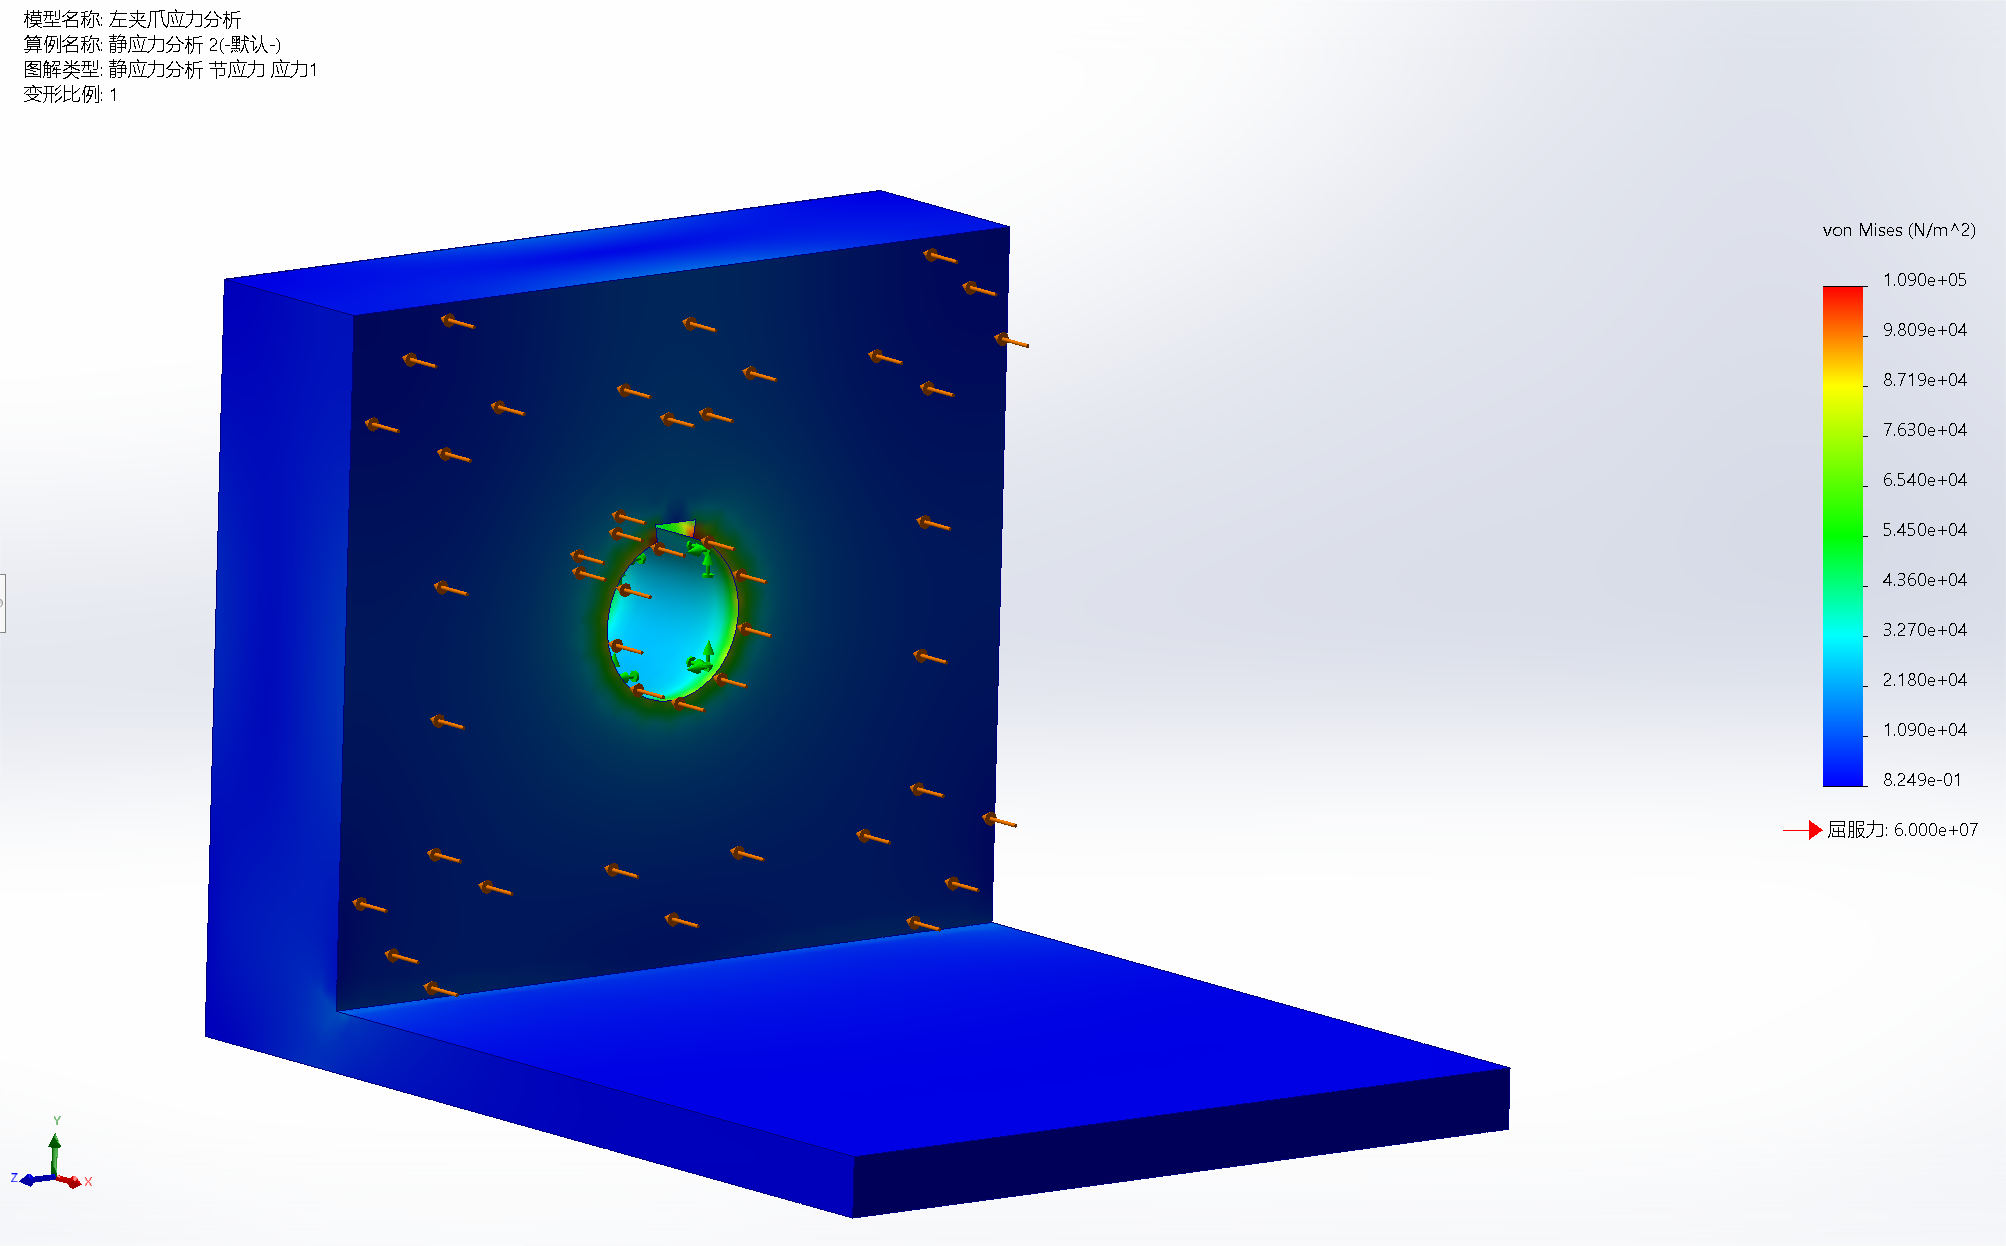 模型名称: 左夹爪应力分析
算例名称: 静应力分析 2(-默认-)
图解类型: 静应力分析 节应力 应力1
变形比例: 1
von Mises (N/m^2)
1.090e+05
9.809e+04
8.719e+04
7.630e+04
6.540e+04
5.450e+04
4.360e+04
3.270e+04
2.180e+04
1.090e+04
8.249e-01
屈服力: 6.000e+07
Y
Z
X